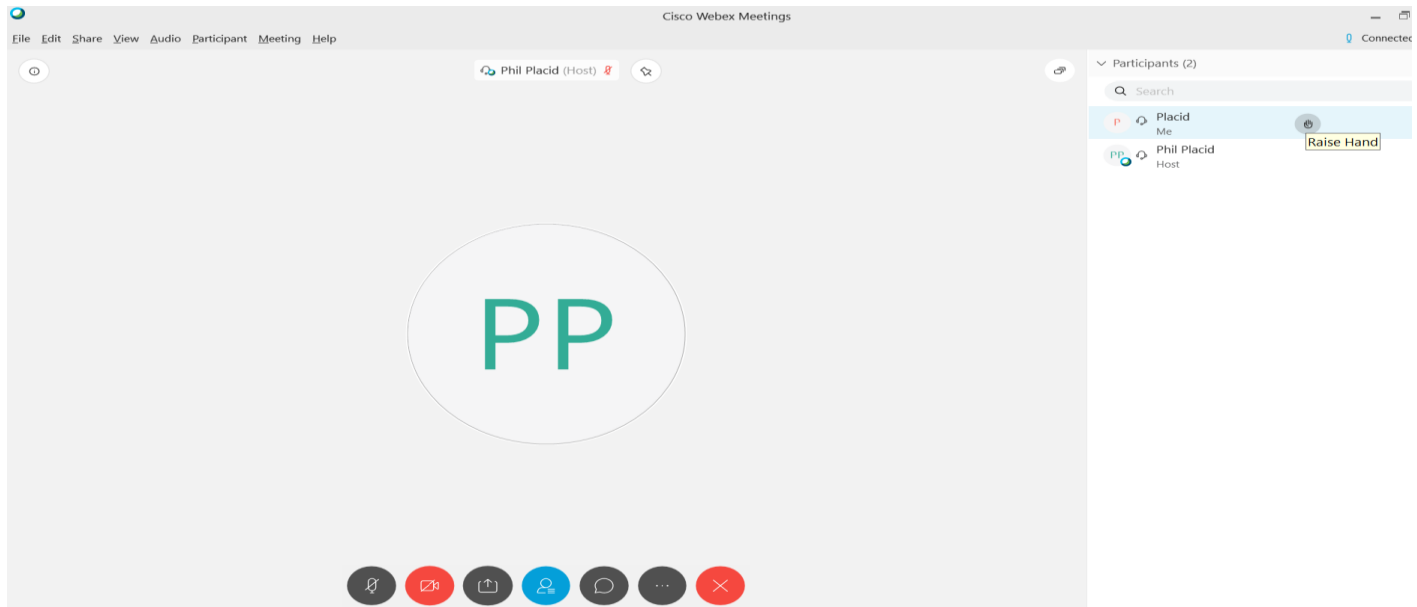 Cisco Webex Meetings
File Edit Share View Audio Participant Meeting Help
Connected
Phil Placid (Host)
Participants (2)
Search
P
Placid
Me
Raise Hand
PP
Phil Placid
Host
PP